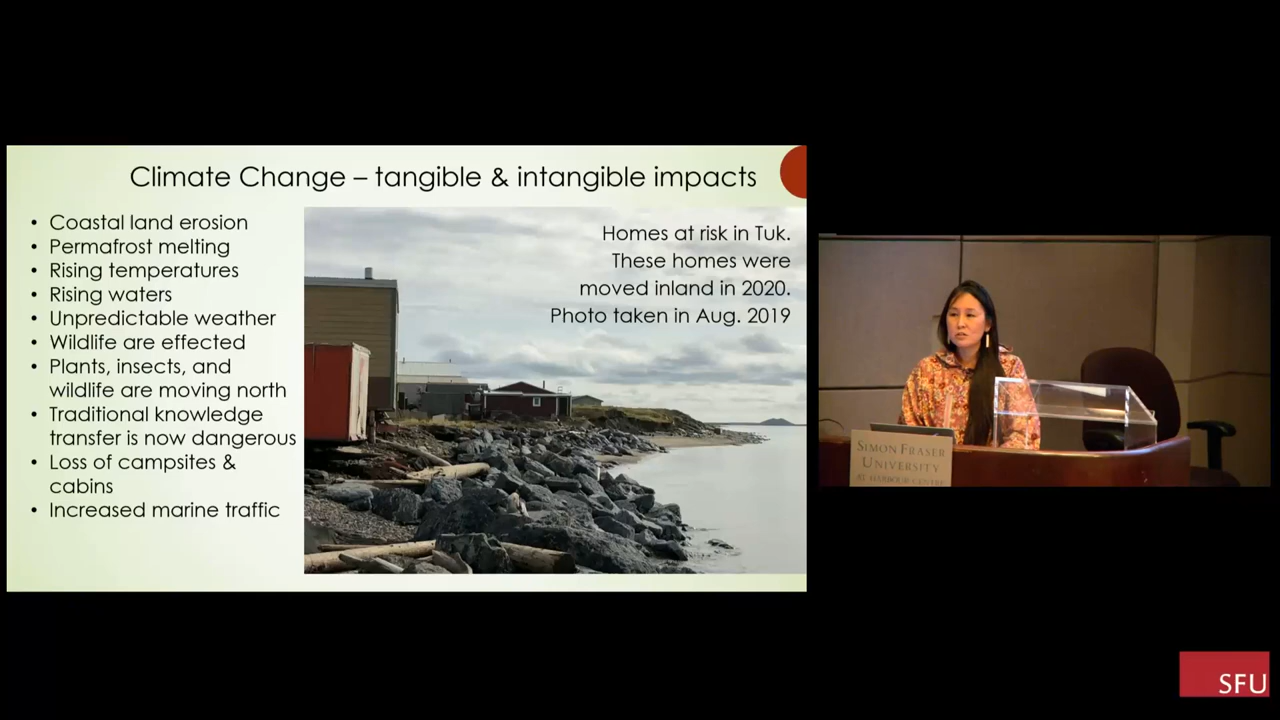 Climate Change – tangible & intangible impacts
• Coastal land erosion
• Permafrost melting
• Rising temperatures
• Rising waters
• Unpredictable weather
• Wildlife are effected
• Plants, insects, and
wildlife are moving north
• Traditional knowledge
transfer is now dangerous
• Loss of campsites &
cabins
• Increased marine traffic
Homes at risk in Tuk.
These homes were
moved inland in 2020.
Photo taken in Aug. 2019
SIMON FRASER
UNIVERSITY
AT HARBOUR CENTRE
SFU